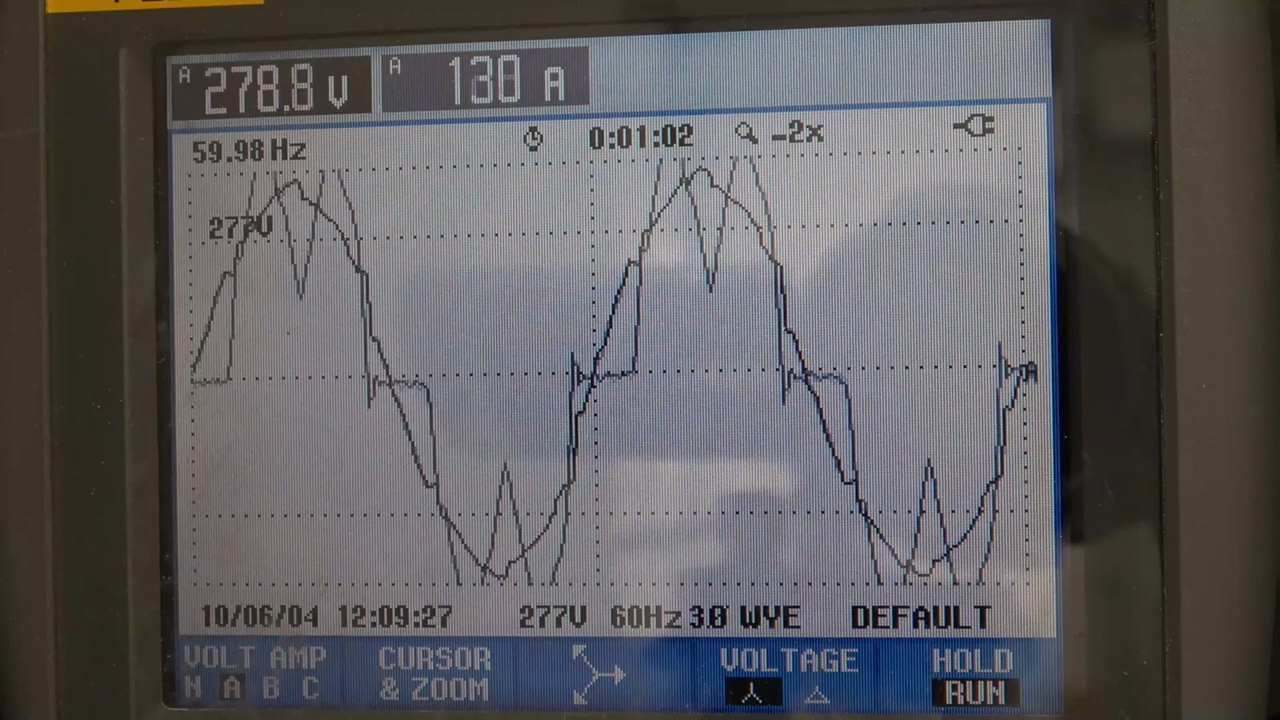 A 278.8 V A 130 A
59.98 Hz 0:01:02 -2x
277V
A
10/06/04 12:09:27 277V 60Hz 3Ø WYE DEFAULT
VOLT AMP CURSOR VOLTAGE HOLD
N A B C & ZOOM RUN